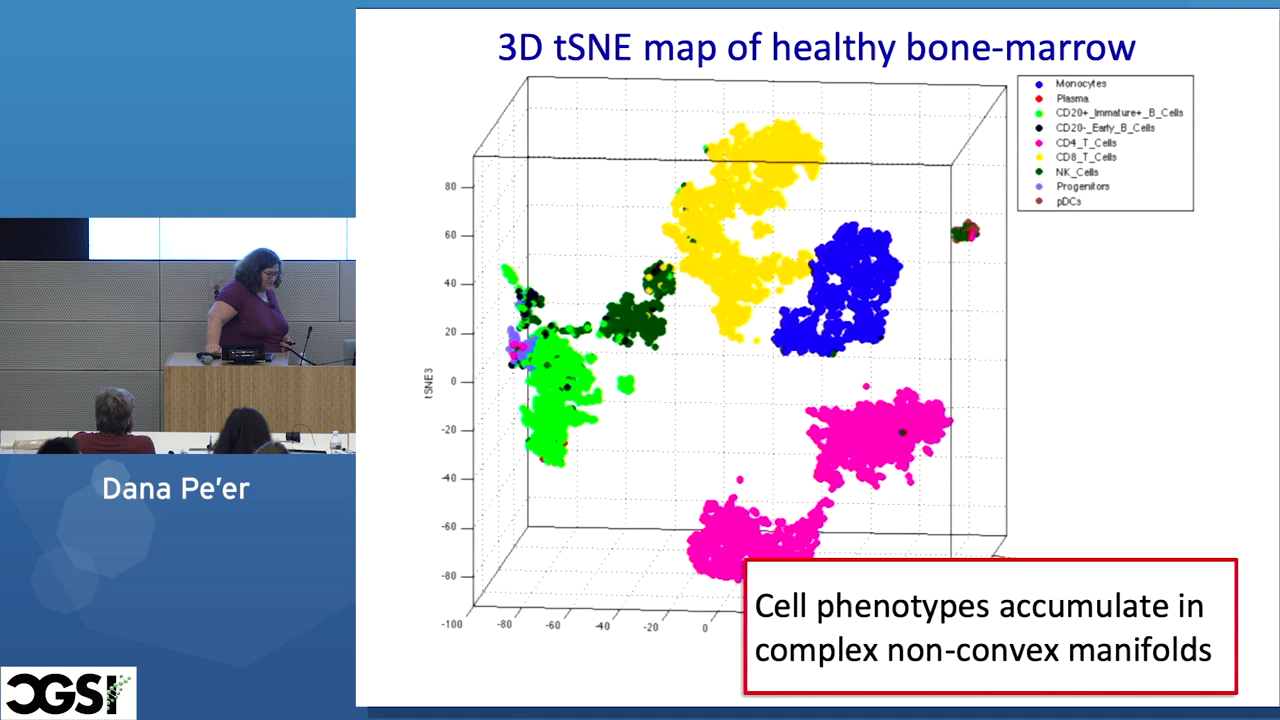 3D tSNE map of healthy bone-marrow
Monocytes
Plasma
CD20+_Immature+_B_Cells
CD20-_Early_B_Cells
CD4_T_Cells
CD8_T_Cells
NK_Cells
Progenitors
pDCs
80
60
40
20
0
-20
-40
-60
-80
tSNE3
-100
-80
-60
-40
-20
0
Cell phenotypes accumulate in
complex non-convex manifolds
Dana Pe'er
CGSI